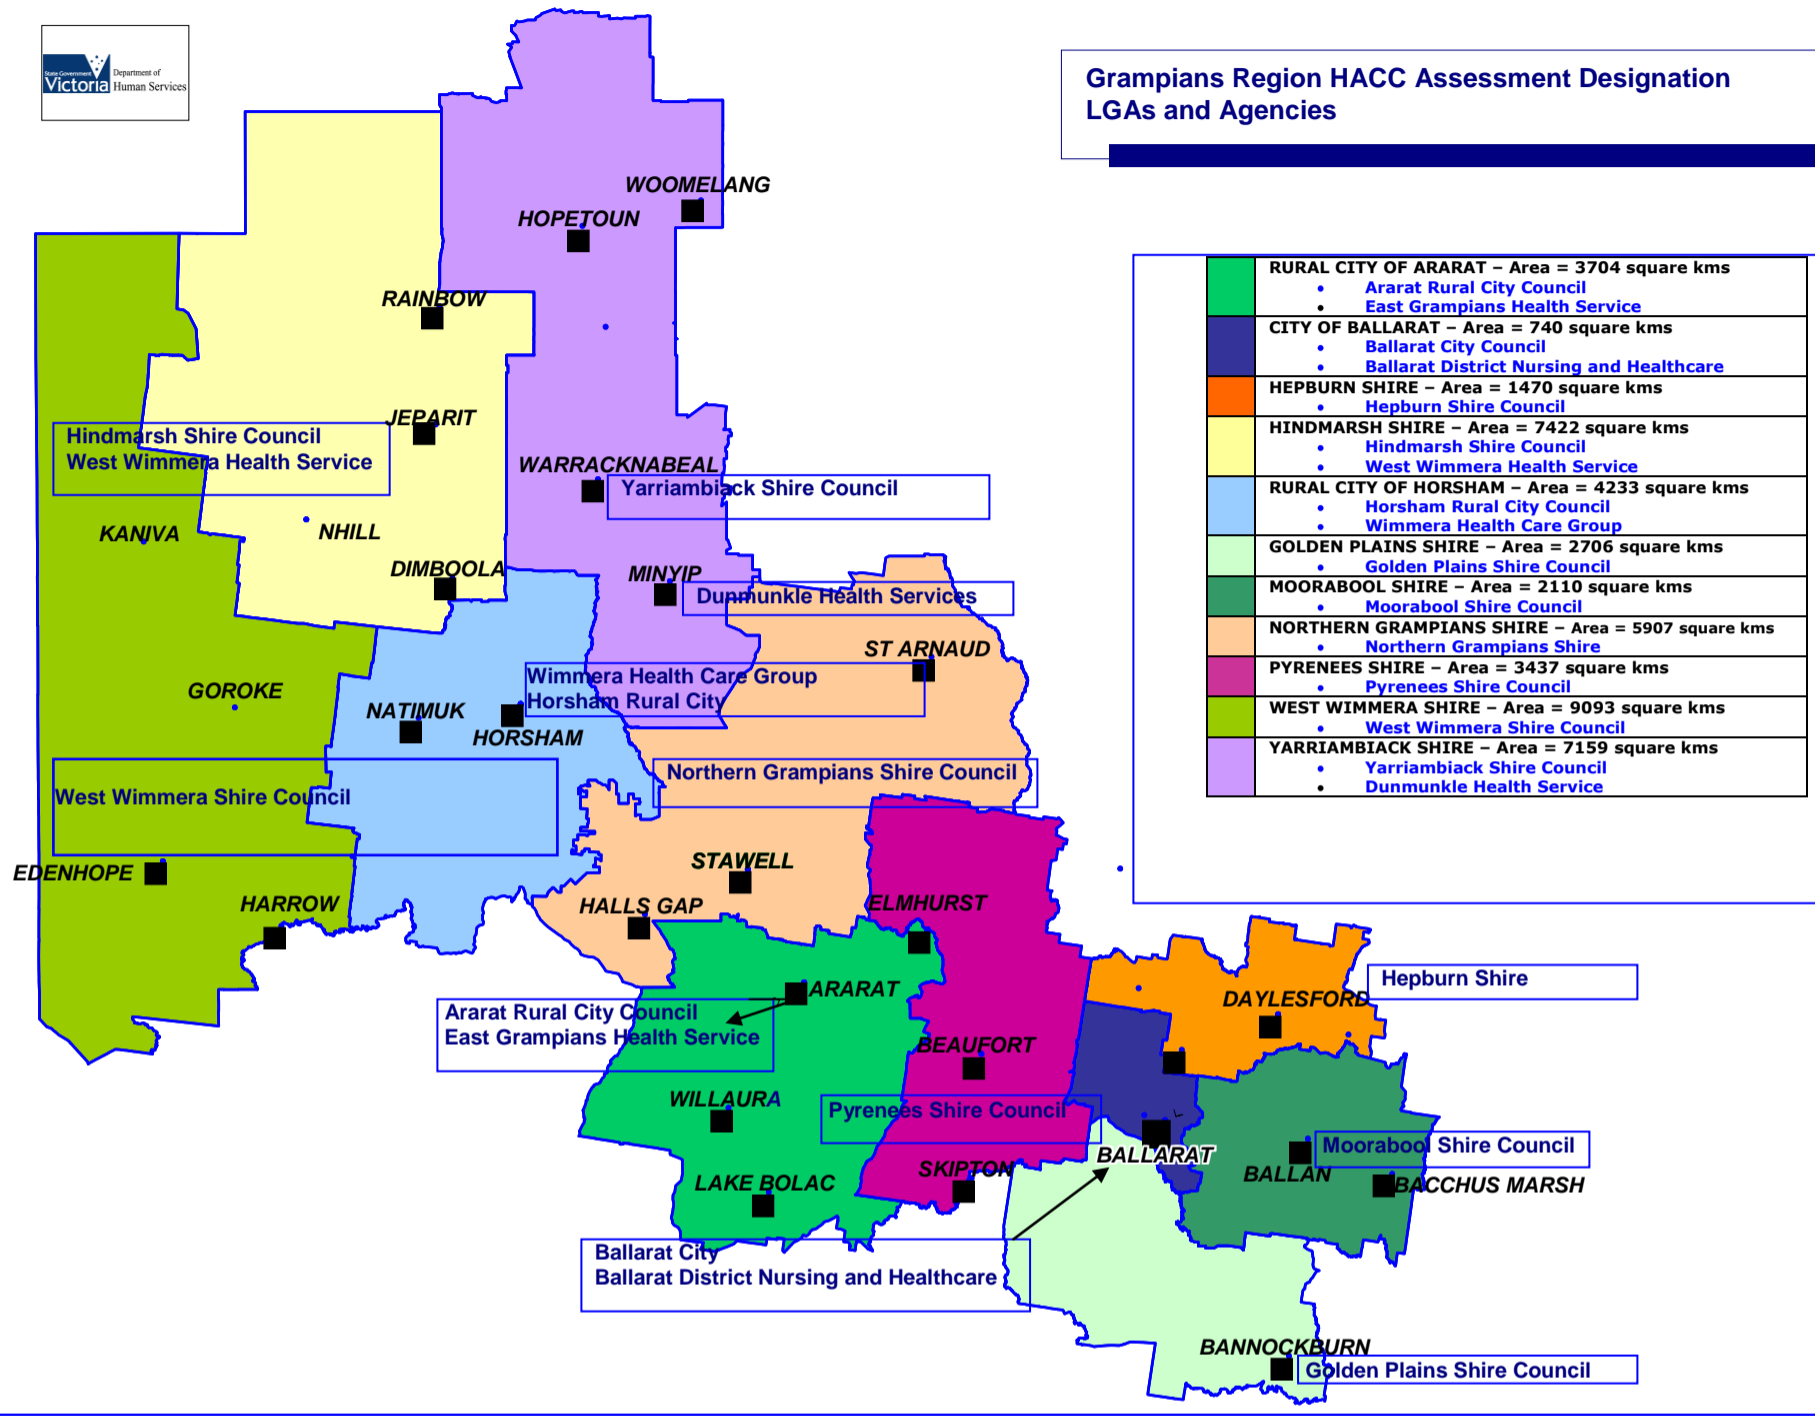 State Government
Victoria
Department of
Human Services
Grampians Region HACC Assessment Designation
LGAs and Agencies
RURAL CITY OF ARARAT – Area = 3704 square kms
• Ararat Rural City Council
• East Grampians Health Service
CITY OF BALLARAT – Area = 740 square kms
• Ballarat City Council
• Ballarat District Nursing and Healthcare
HEPBURN SHIRE – Area = 1470 square kms
• Hepburn Shire Council
HINDMARSH SHIRE – Area = 7422 square kms
• Hindmarsh Shire Council
• West Wimmera Health Service
RURAL CITY OF HORSHAM – Area = 4233 square kms
• Horsham Rural City Council
• Wimmera Health Care Group
GOLDEN PLAINS SHIRE – Area = 2706 square kms
• Golden Plains Shire Council
MOORABOOL SHIRE – Area = 2110 square kms
• Moorabool Shire Council
NORTHERN GRAMPIANS SHIRE – Area = 5907 square kms
• Northern Grampians Shire
PYRENEES SHIRE – Area = 3437 square kms
• Pyrenees Shire Council
WEST WIMMERA SHIRE – Area = 9093 square kms
• West Wimmera Shire Council
YARRIAMBIACK SHIRE – Area = 7159 square kms
• Yarriambiack Shire Council
• Dunmunkle Health Service
WOOMELANG
HOPETOUN
RAINBOW
JEPARIT
Hindmarsh Shire Council
West Wimmera Health Service
WARRACKNABEAL
Yarriambiack Shire Council
KANIVA
NHILL
DIMBOOLA
MINYIP
Dunmunkle Health Services
ST ARNAUD
Wimmera Health Care Group
Horsham Rural City
GOROKE
NATIMUK
HORSHAM
Northern Grampians Shire Council
West Wimmera Shire Council
STAWELL
EDENHOPE
HARROW
HALLS GAP
ELMHURST
Hepburn Shire
ARARAT
DAYLESFORD
Ararat Rural City Council
East Grampians Health Service
BEAUFORT
WILLAURA
Pyrenees Shire Council
BALLARAT
Moorabool Shire Council
SKIPTON
BALLAN
LAKE BOLAC
BACCHUS MARSH
Ballarat City
Ballarat District Nursing and Healthcare
BANNOCKBURN
Golden Plains Shire Council